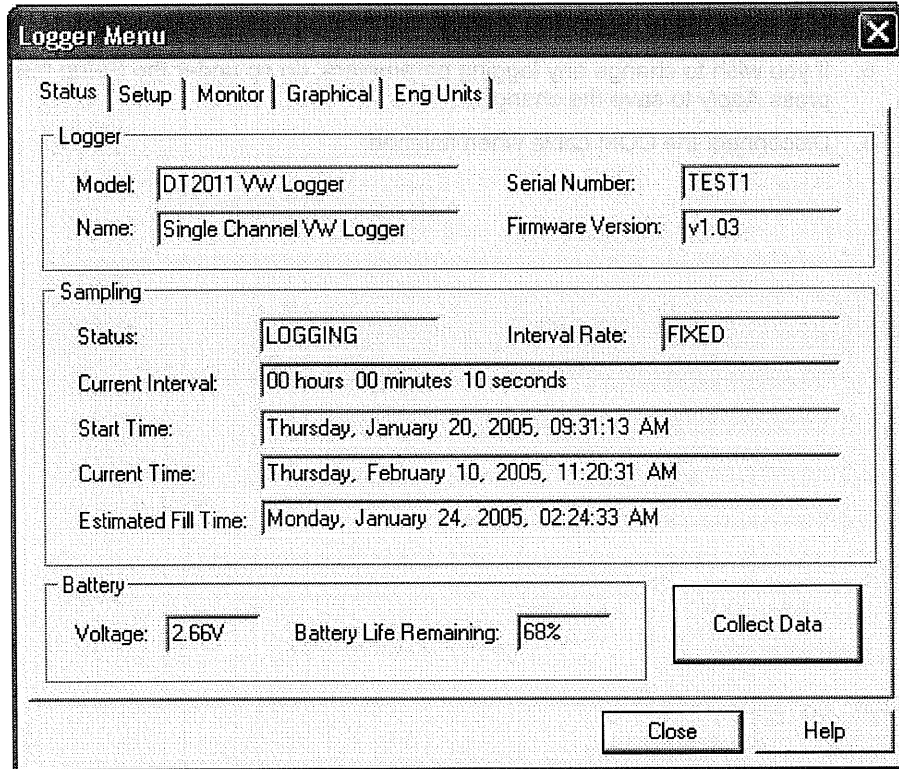 Logger Menu
Status Setup Monitor Graphical Eng Units
Logger
Model: DT2011 VW Logger Serial Number: TEST1
Name: Single Channel VW Logger Firmware Version: v1.03
Sampling
Status: LOGGING Interval Rate: FIXED
Current Interval: 00 hours 00 minutes 10 seconds
Start Time: Thursday, January 20, 2005, 09:31:13 AM
Current Time: Thursday, February 10, 2005, 11:20:31 AM
Estimated Fill Time: Monday, January 24, 2005, 02:24:33 AM
Battery
Voltage: 2.66V Battery Life Remaining: 68%
Collect Data
Close Help